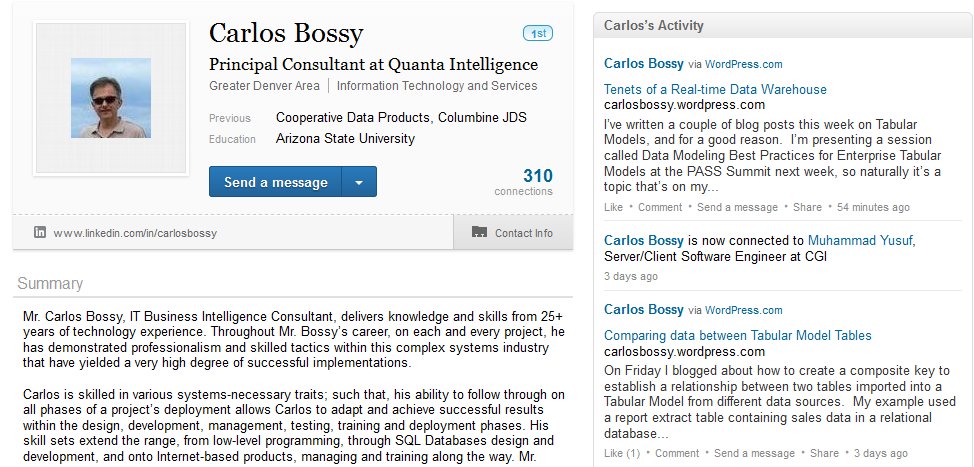 Carlos Bossy
1st
Principal Consultant at Quanta Intelligence
Greater Denver Area | Information Technology and Services
Previous Cooperative Data Products, Columbine JDS
Education Arizona State University
Send a message
310
connections
www.linkedin.com/in/carlosbossy
Contact Info
Summary
Mr. Carlos Bossy, IT Business Intelligence Consultant, delivers knowledge and skills from 25+
years of technology experience. Throughout Mr. Bossy's career, on each and every project, he
has demonstrated professionalism and skilled tactics within this complex systems industry
that have yielded a very high degree of successful implementations.
Carlos is skilled in various systems-necessary traits; such that, his ability to follow through on
all phases of a project's deployment allows Carlos to adapt and achieve successful results
within the design, development, management, testing, training and deployment phases. His
skill sets extend the range, from low-level programming, through SQL Databases design and
development, and onto Internet-based products, managing and training along the way. Mr.
Carlos's Activity
Carlos Bossy via WordPress.com
Tenets of a Real-time Data Warehouse
carlosbossy.wordpress.com
I've written a couple of blog posts this week on Tabular
Models, and for a good reason. I'm presenting a session
called Data Modeling Best Practices for Enterprise Tabular
Models at the PASS Summit next week, so naturally it's a
topic that's on my...
Like • Comment • Send a message • Share • 54 minutes ago
Carlos Bossy is now connected to Muhammad Yusuf,
Server/Client Software Engineer at CGI
3 days ago
Carlos Bossy via WordPress.com
Comparing data between Tabular Model Tables
carlosbossy.wordpress.com
On Friday I blogged about how to create a composite key to
establish a relationship between two tables imported into a
Tabular Model from different data sources. My example used
a report extract table containing sales data in a relational
database...
Like (1) • Comment • Send a message • Share • 3 days ago